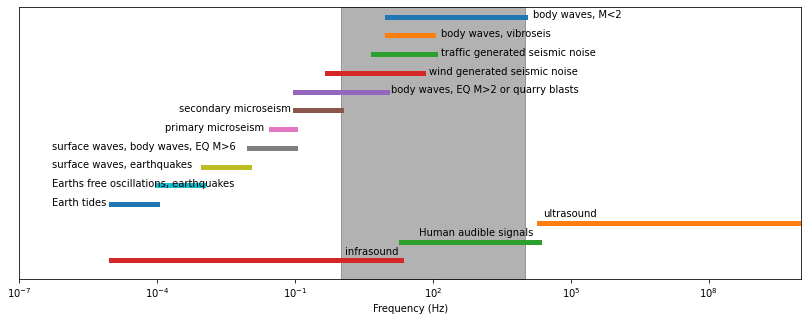 body waves, M<2
body waves, vibroseis
traffic generated seismic noise
wind generated seismic noise
body waves, EQ M>2 or quarry blasts
secondary microseism
primary microseism
surface waves, body waves, EQ M>6
surface waves, earthquakes
Earths free oscillations, earthquakes
Earth tides
ultrasound
Human audible signals
infrasound
10⁻⁷ 10⁻⁴ 10⁻¹ 10² 10⁵ 10⁸
Frequency (Hz)